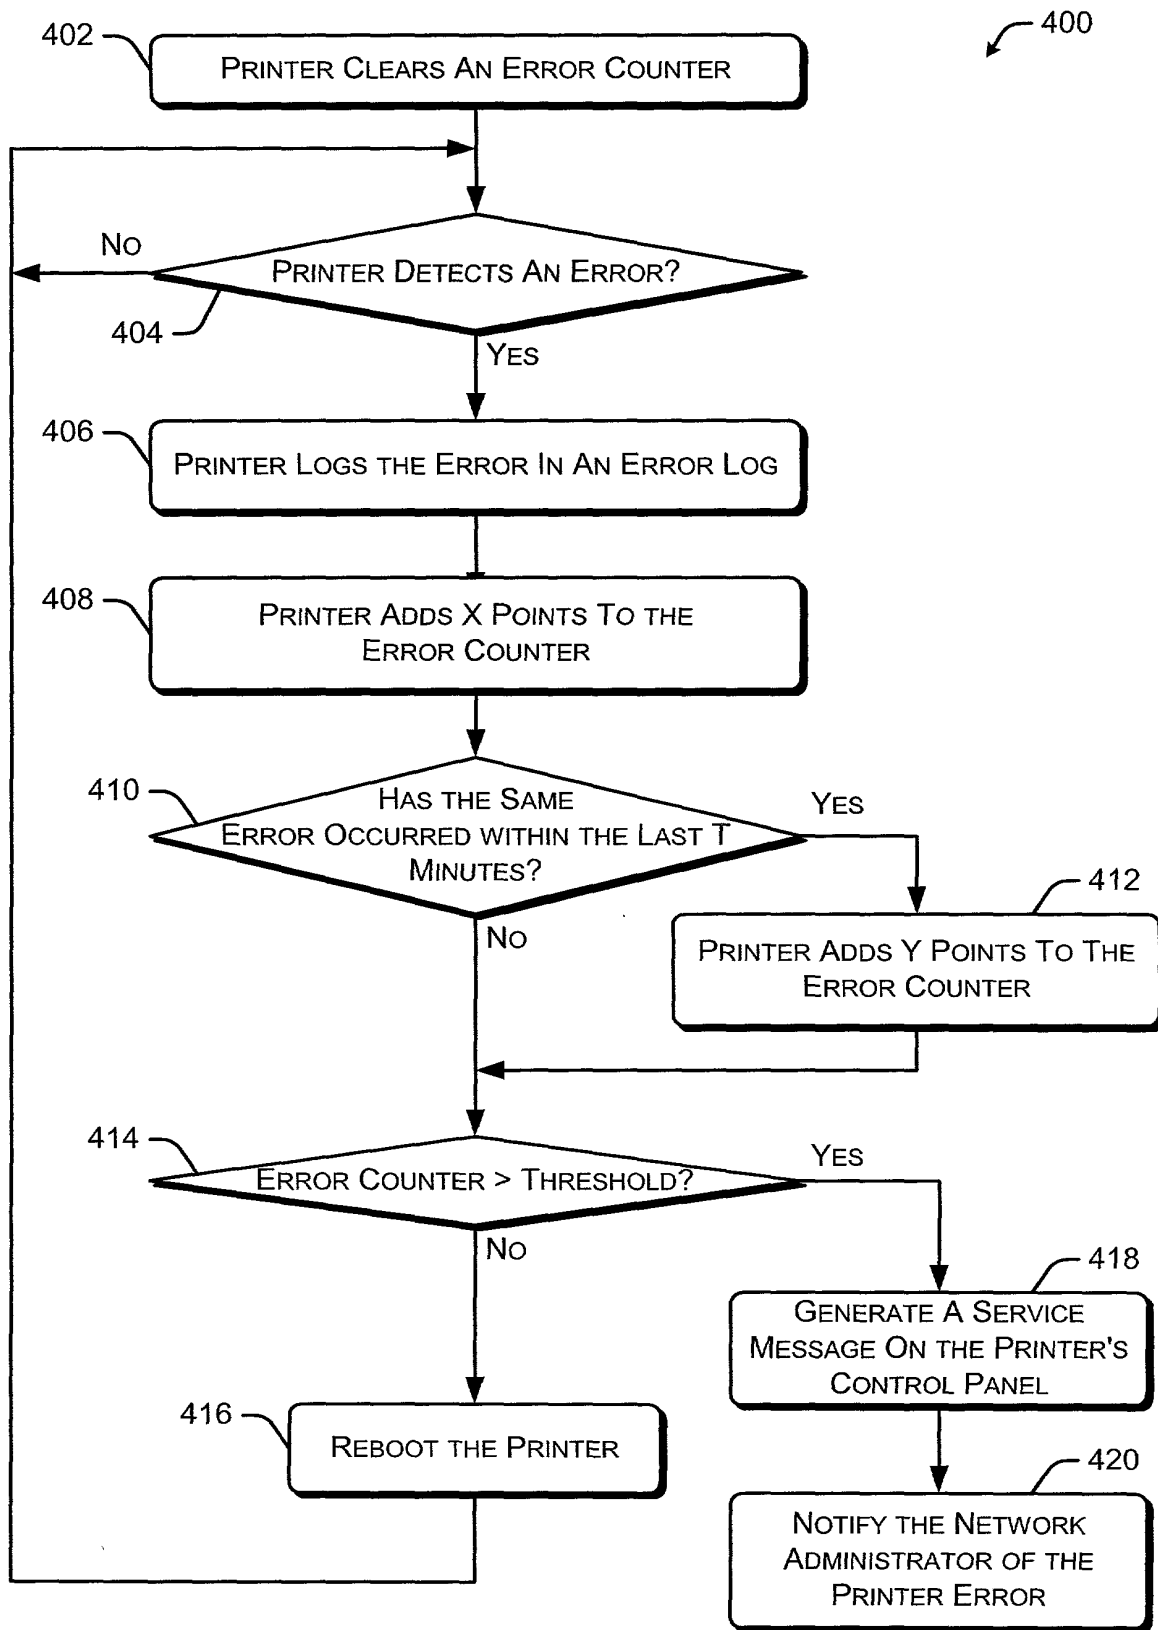 402
PRINTER CLEARS AN ERROR COUNTER
400
NO
PRINTER DETECTS AN ERROR?
404
YES
406
PRINTER LOGS THE ERROR IN AN ERROR LOG
408
PRINTER ADDS X POINTS TO THE
ERROR COUNTER
410
HAS THE SAME
ERROR OCCURRED WITHIN THE LAST T
MINUTES?
YES
412
NO
PRINTER ADDS Y POINTS TO THE
ERROR COUNTER
414
ERROR COUNTER > THRESHOLD?
YES
NO
418
GENERATE A SERVICE
MESSAGE ON THE PRINTER'S
CONTROL PANEL
416
REBOOT THE PRINTER
420
NOTIFY THE NETWORK
ADMINISTRATOR OF THE
PRINTER ERROR